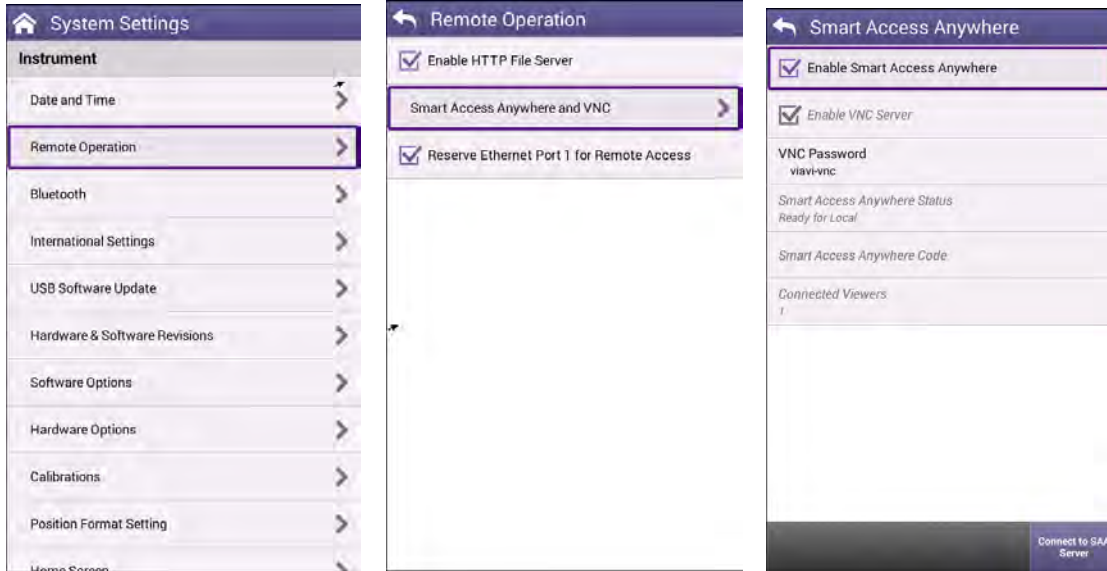 System Settings
Instrument
Date and Time
Remote Operation
Bluetooth
International Settings
USB Software Update
Hardware & Software Revisions
Software Options
Hardware Options
Calibrations
Position Format Setting
Home Screen
Remote Operation
Enable HTTP File Server
Smart Access Anywhere and VNC
Reserve Ethernet Port 1 for Remote Access
Smart Access Anywhere
Enable Smart Access Anywhere
Enable VNC Server
VNC Password
viavi-vnc
Smart Access Anywhere Status
Ready for Local
Smart Access Anywhere Code
Connected Viewers
1
Connect to SAA
Server